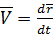 V̅ = dr̅/dt